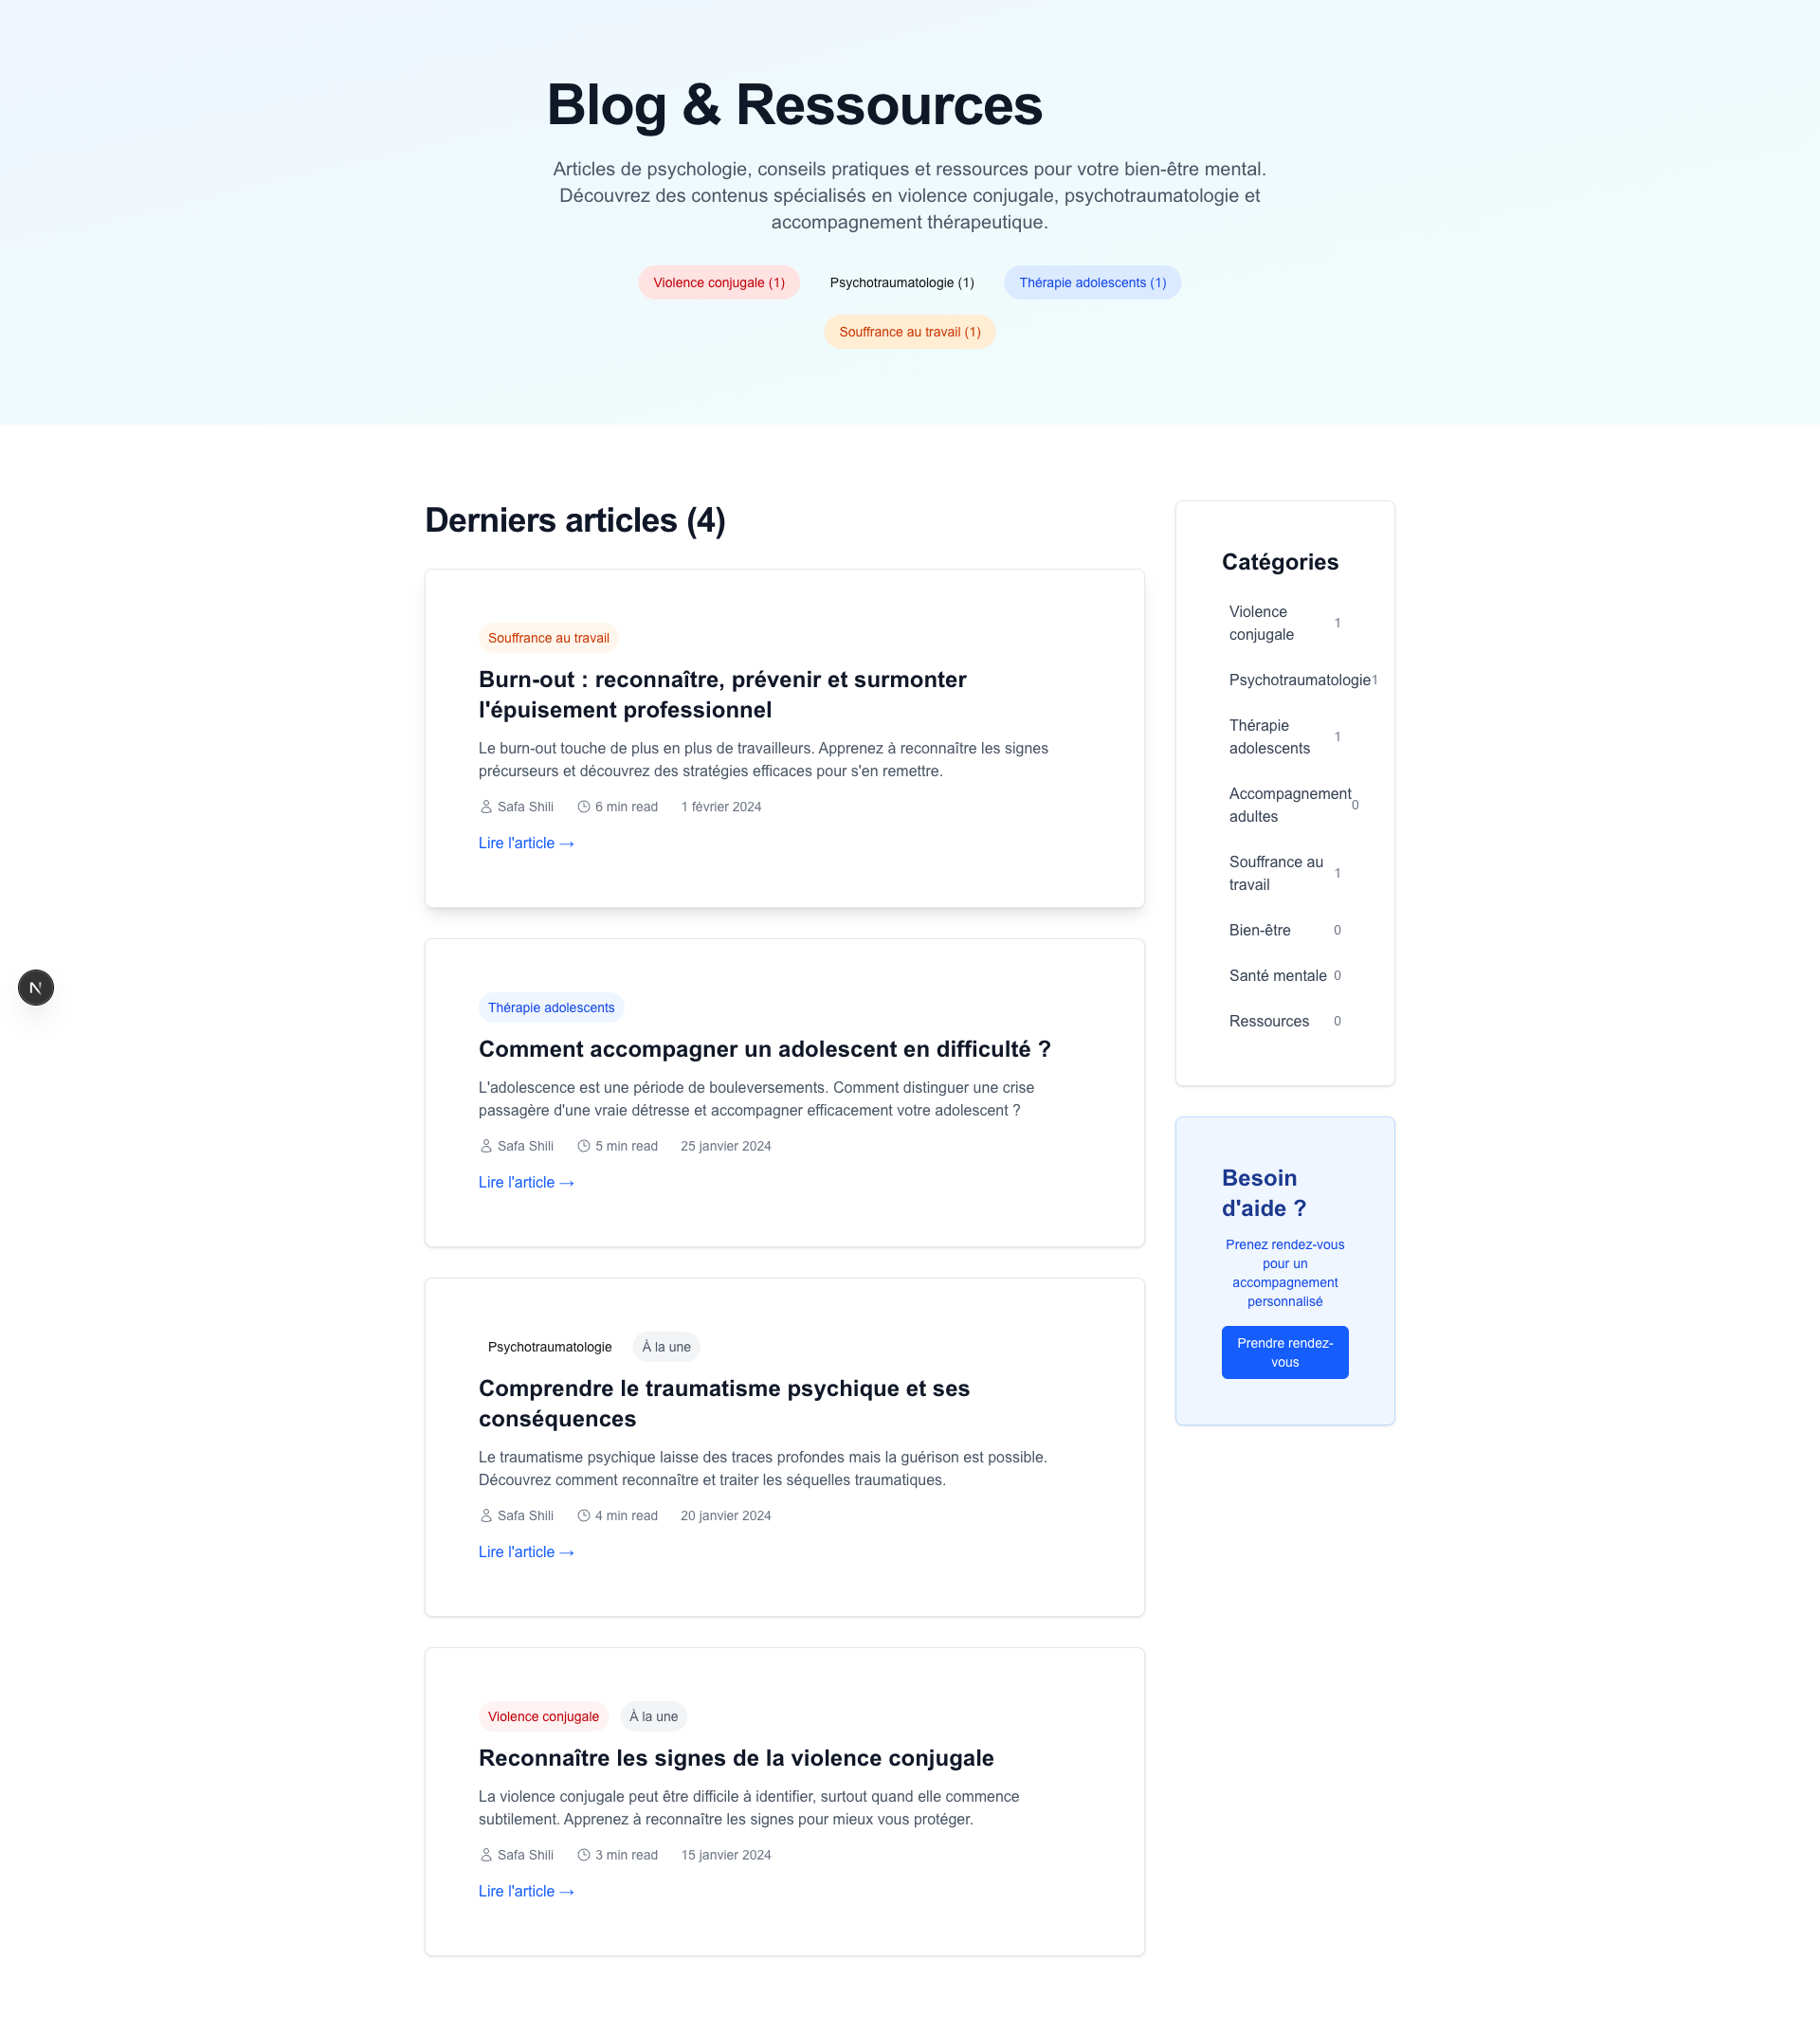 Blog & Ressources
Articles de psychologie, conseils pratiques et ressources pour votre bien-être mental.
Découvrez des contenus spécialisés en violence conjugale, psychotraumatologie et
accompagnement thérapeutique.
Violence conjugale (1)
Psychotraumatologie (1)
Thérapie adolescents (1)
Souffrance au travail (1)
Derniers articles (4)
Souffrance au travail
Burn-out : reconnaître, prévenir et surmonter
l'épuisement professionnel
Le burn-out touche de plus en plus de travailleurs. Apprenez à reconnaître les signes
précurseurs et découvrez des stratégies efficaces pour s'en remettre.
Safa Shili 6 min read 1 février 2024
Lire l'article →
Thérapie adolescents
Comment accompagner un adolescent en difficulté ?
L'adolescence est une période de bouleversements. Comment distinguer une crise
passagère d'une vraie détresse et accompagner efficacement votre adolescent ?
Safa Shili 5 min read 25 janvier 2024
Lire l'article →
Psychotraumatologie À la une
Comprendre le traumatisme psychique et ses
conséquences
Le traumatisme psychique laisse des traces profondes mais la guérison est possible.
Découvrez comment reconnaître et traiter les séquelles traumatiques.
Safa Shili 4 min read 20 janvier 2024
Lire l'article →
Violence conjugale À la une
Reconnaître les signes de la violence conjugale
La violence conjugale peut être difficile à identifier, surtout quand elle commence
subtilement. Apprenez à reconnaître les signes pour mieux vous protéger.
Safa Shili 3 min read 15 janvier 2024
Lire l'article →
Catégories
Violence
conjugale 1
Psychotraumatologie 1
Thérapie
adolescents 1
Accompagnement
adultes 0
Souffrance au
travail 1
Bien-être 0
Santé mentale 0
Ressources 0
Besoin
d'aide ?
Prenez rendez-vous
pour un
accompagnement
personnalisé
Prendre rendez-
vous
N